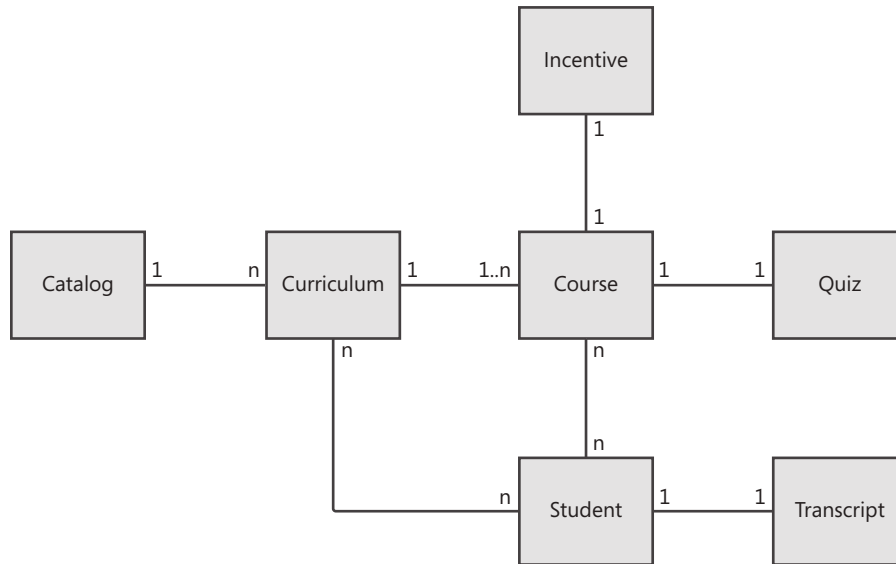 Incentive
1
1
Catalog 1 n Curriculum 1 1..n Course 1 1 Quiz
n n
n
n Student 1 1 Transcript